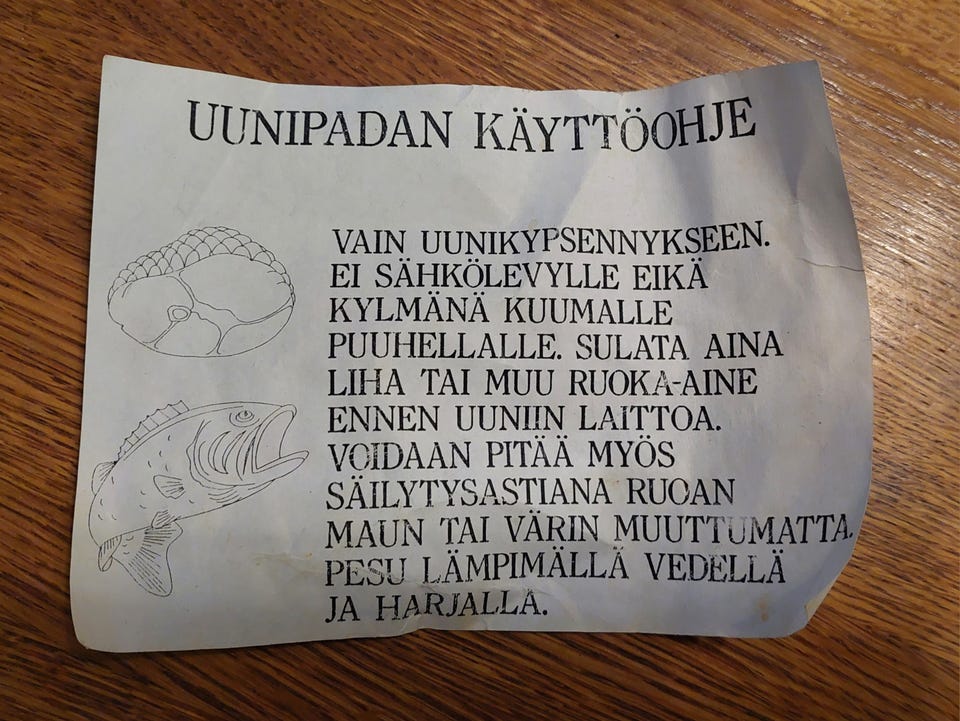 UUNIPADAN KÄYTTÖOHJE
VAIN UUNIKYPSENNYKSEEN.
EI SÄHKÖLEVYLLE EIKÄ
KYLMÄNÄ KUUMALLE
PUUHELLALLE. SULATA AINA
LIHA TAI MUU RUOKA-AINE
ENNEN UUNIIN LAITTOA.
VOIDAAN PITÄÄ MYÖS
SÄILYTYSASTIANA RUOAN
MAUN TAI VÄRIN MUUTTUMATTA.
PESU LÄMPIMÄLLÄ VEDELLÄ
JA HARJALLA.